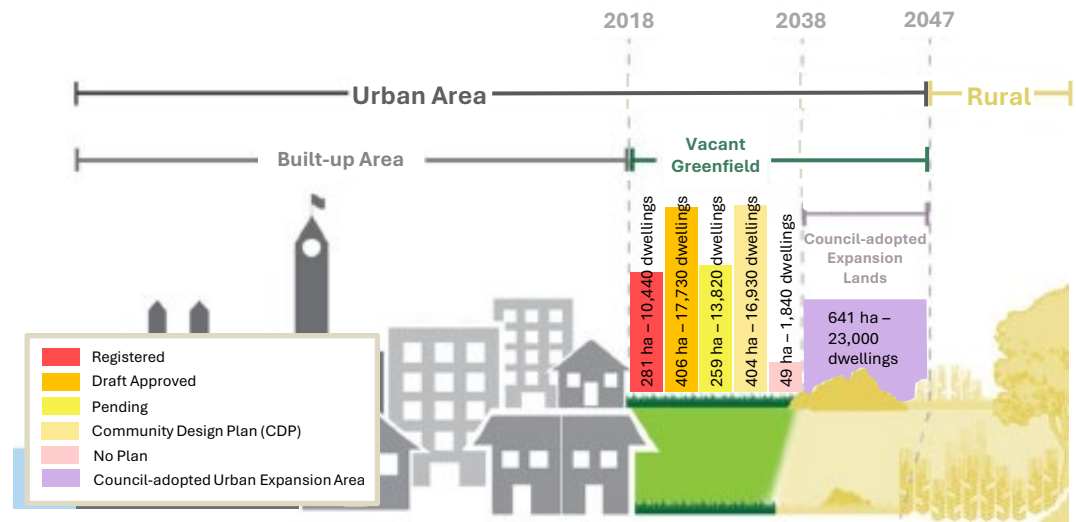 2018
2038
2047
Urban Area
Rural
Built-up Area
Vacant
Greenfield
281 ha – 10,440 dwellings
406 ha – 17,730 dwellings
259 ha – 13,820 dwellings
404 ha – 16,930 dwellings
49 ha – 1,840 dwellings
Council-adopted
Expansion
Lands
641 ha –
23,000
dwellings
Registered
Draft Approved
Pending
Community Design Plan (CDP)
No Plan
Council-adopted Urban Expansion Area